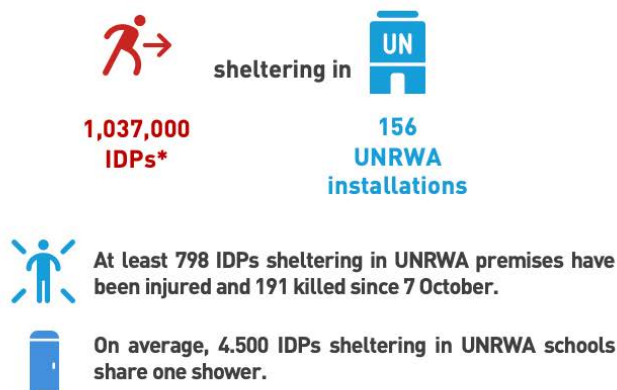 UN
sheltering in
1,037,000
IDPs*
156
UNRWA
installations
At least 798 IDPs sheltering in UNRWA premises have
been injured and 191 killed since 7 October.
On average, 4.500 IDPs sheltering in UNRWA schools
share one shower.